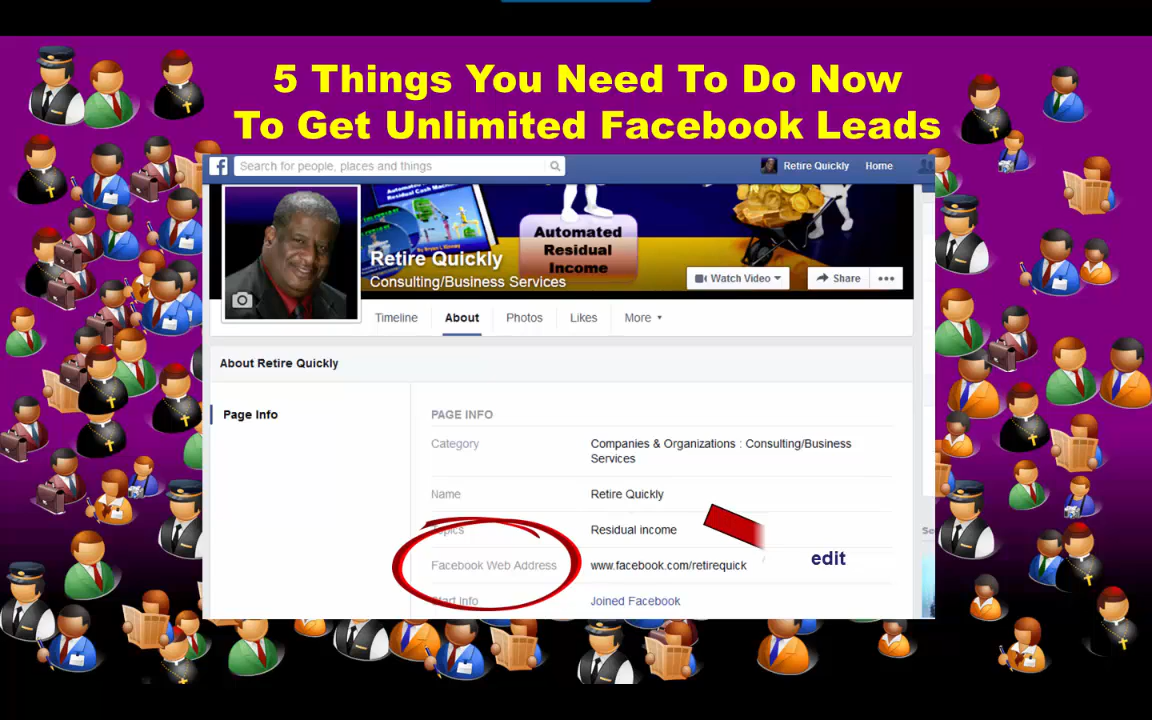 5 Things You Need To Do Now
To Get Unlimited Facebook Leads
Search for people, places and things
Retire Quickly
Home
Automated
Residual
Income
Retire Quickly
Consulting/Business Services
Watch Video
Share
Timeline
About
Photos
Likes
More
About Retire Quickly
Page Info
PAGE INFO
Category
Companies & Organizations : Consulting/Business
Services
Name
Retire Quickly
Residual income
edit
Facebook Web Address
www.facebook.com/retirequick
Start Info
Joined Facebook